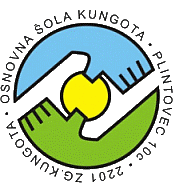 OSNOVNA ŠOLA KUNGOTA • PLINTOVEC 10c • 2201 ZG.KUNGOTA •